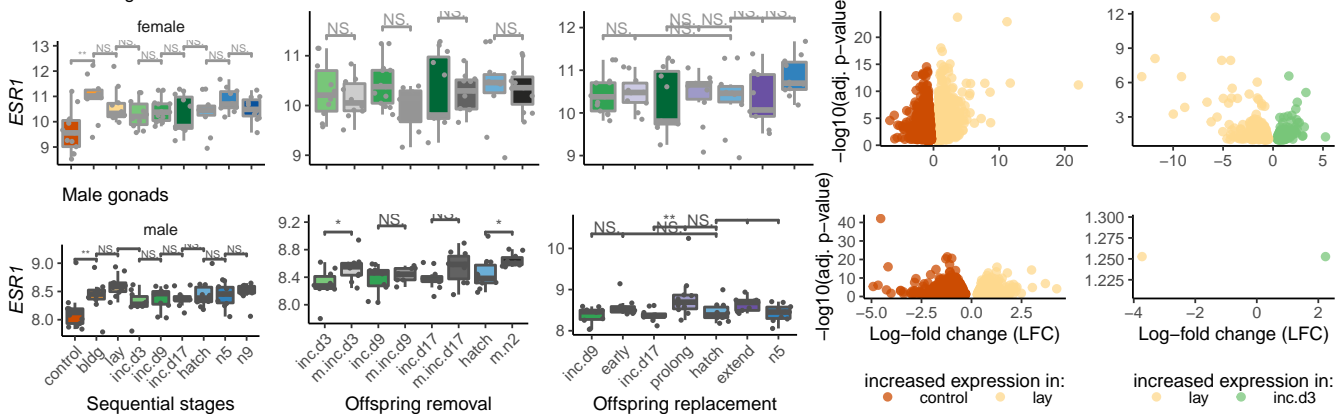 female
ESR1
13
12
11
10
9
**
NS.
NS.
NS.
NS.
11
10
9
NS.
NS.
NS.
NS.
12
11
10
9
NS.
NS.
NS.
NS.
NS.
NS.
−log10(adj. p−value)
25
20
15
10
5
0
0
10
20
12
9
6
3
−10
−5
0
5
Male gonads
male
ESR1
9.0
8.5
8.0
**
NS.
NS.
NS.
NS.
NS.
control
bldg
lay
inc.d3
inc.d9
inc.d17
hatch
n5
n9
Sequential stages
9.2
8.8
8.4
8.0
*
NS.
NS.
*
inc.d3
m.inc.d3
inc.d9
m.inc.d9
inc.d17
m.inc.d17
hatch
m.n2
Offspring removal
10
9
8
NS.
**
NS.
NS.
inc.d9
early
inc.d17
prolong
hatch
extend
n5
Offspring replacement
−log10(adj. p−value)
40
30
20
10
0
−5.0
−2.5
0.0
2.5
Log−fold change (LFC)
increased expression in:
control
lay
1.300
1.275
1.250
1.225
−4
−2
0
2
Log−fold change (LFC)
increased expression in:
lay
inc.d3